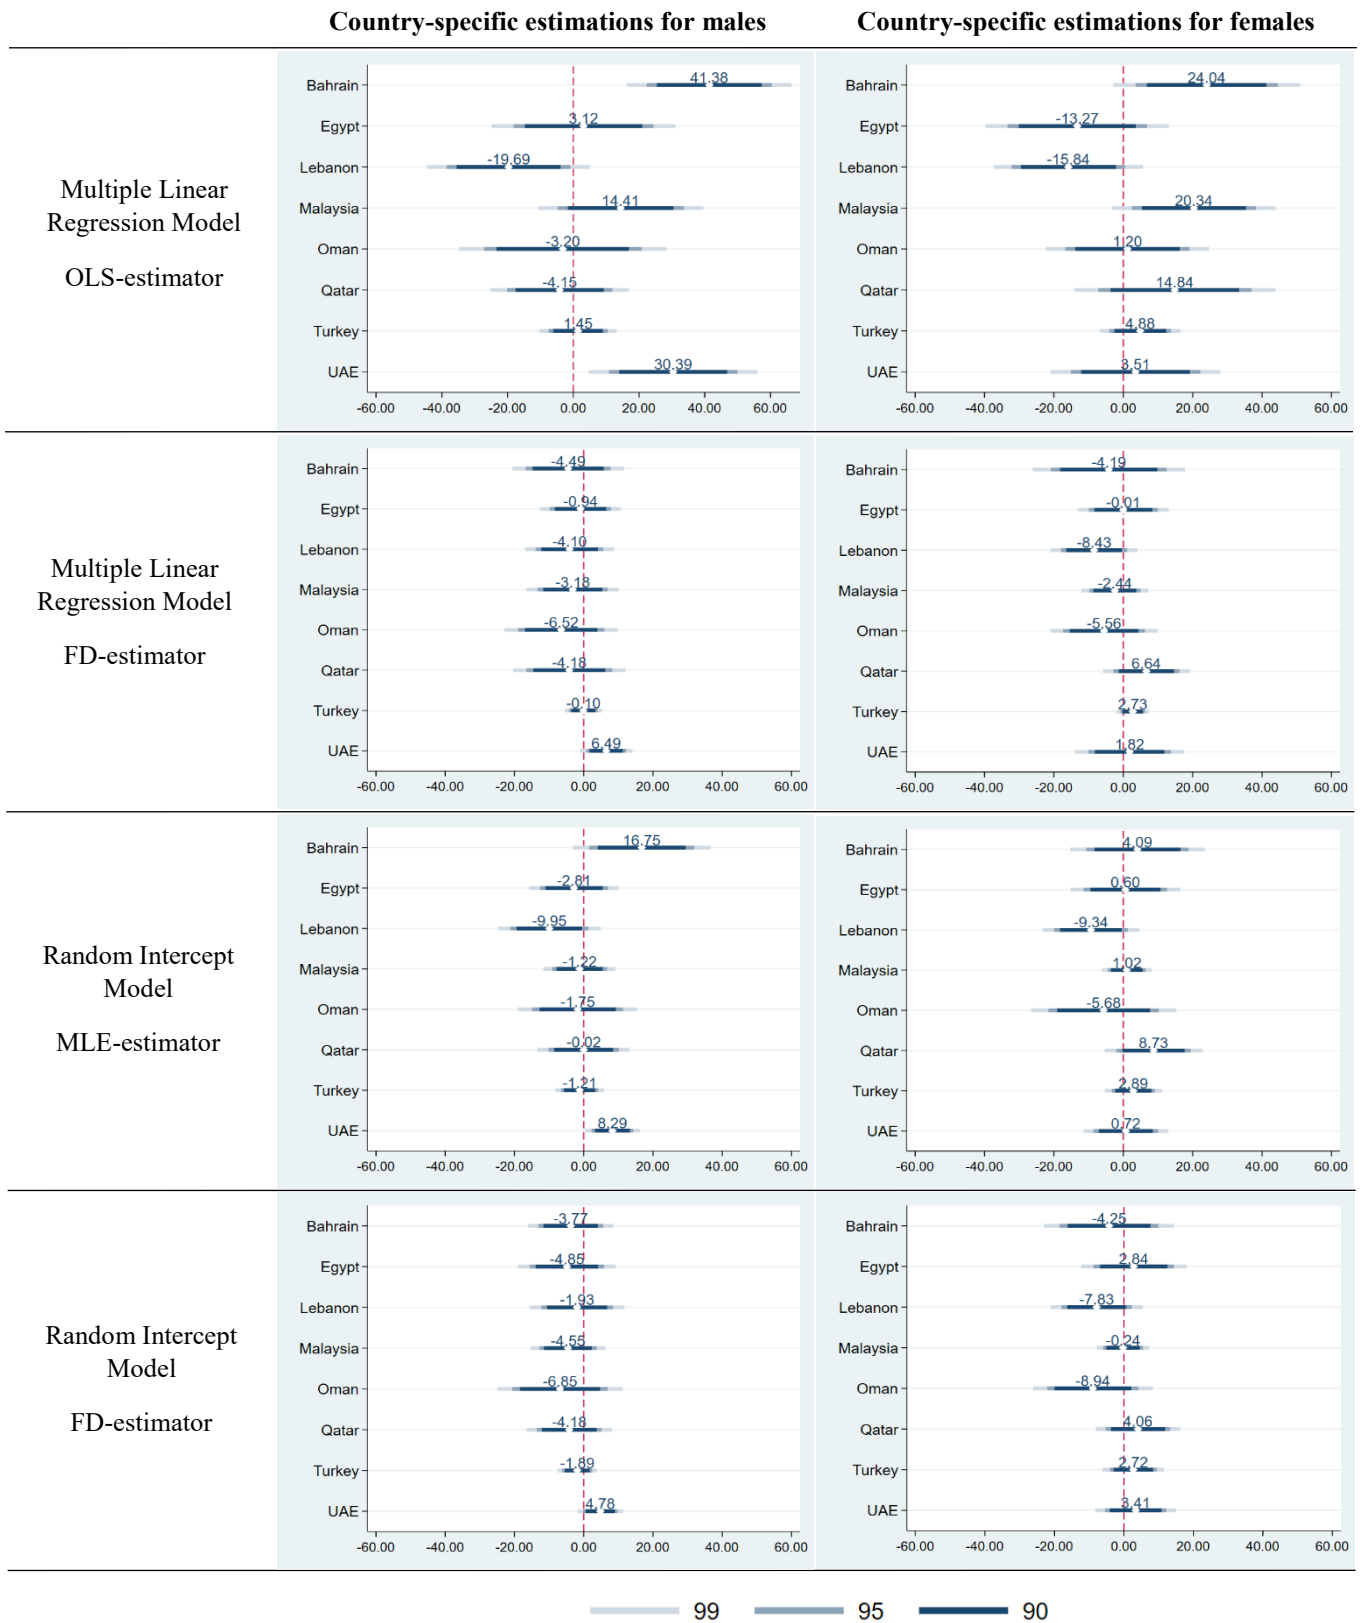 Country-specific estimations for males
Country-specific estimations for females
Multiple Linear
Regression Model
OLS-estimator
Bahrain
Egypt
Lebanon
Malaysia
Oman
Qatar
Turkey
UAE
41.38
3.12
-19.69
14.41
-3.20
-4.15
1.45
30.39
-60.00 -40.00 -20.00 0.00 20.00 40.00 60.00
Bahrain
Egypt
Lebanon
Malaysia
Oman
Qatar
Turkey
UAE
24.04
-13.27
-15.84
20.34
1.20
14.84
4.88
3.51
-60.00 -40.00 -20.00 0.00 20.00 40.00 60.00
Multiple Linear
Regression Model
FD-estimator
Bahrain
Egypt
Lebanon
Malaysia
Oman
Qatar
Turkey
UAE
-4.49
-0.94
-4.10
-3.18
-6.52
-4.18
-0.10
6.49
-60.00 -40.00 -20.00 0.00 20.00 40.00 60.00
Bahrain
Egypt
Lebanon
Malaysia
Oman
Qatar
Turkey
UAE
-4.19
-0.01
-8.43
-2.44
-5.56
6.64
2.73
1.82
-60.00 -40.00 -20.00 0.00 20.00 40.00 60.00
Random Intercept
Model
MLE-estimator
Bahrain
Egypt
Lebanon
Malaysia
Oman
Qatar
Turkey
UAE
16.75
-2.81
-9.95
-1.22
-1.75
-0.02
-1.21
8.29
-60.00 -40.00 -20.00 0.00 20.00 40.00 60.00
Bahrain
Egypt
Lebanon
Malaysia
Oman
Qatar
Turkey
UAE
4.09
0.60
-9.34
1.02
-5.68
8.73
2.89
0.72
-60.00 -40.00 -20.00 0.00 20.00 40.00 60.00
Random Intercept
Model
FD-estimator
Bahrain
Egypt
Lebanon
Malaysia
Oman
Qatar
Turkey
UAE
-3.77
-4.85
-1.93
-4.55
-6.85
-4.18
-1.89
4.78
-60.00 -40.00 -20.00 0.00 20.00 40.00 60.00
Bahrain
Egypt
Lebanon
Malaysia
Oman
Qatar
Turkey
UAE
-4.25
2.84
-7.83
-0.24
-8.94
4.06
2.72
3.41
-60.00 -40.00 -20.00 0.00 20.00 40.00 60.00
99 95 90